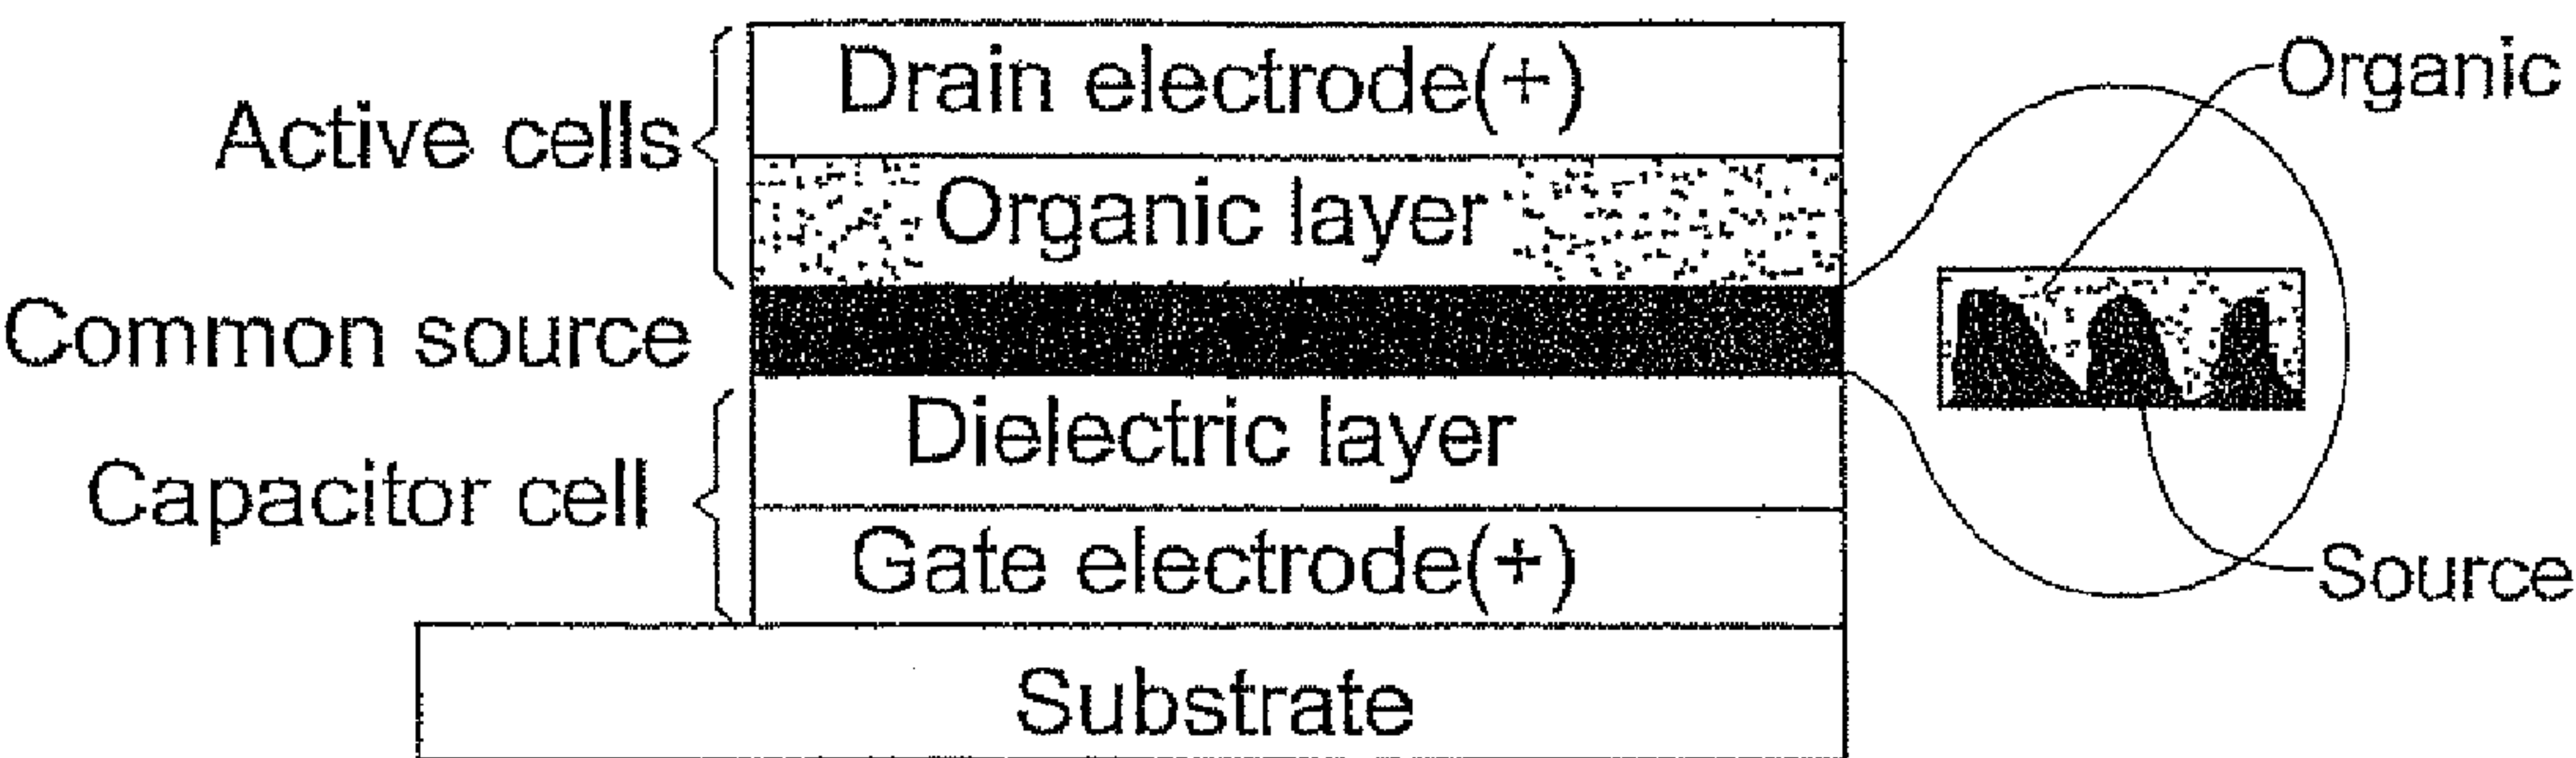 Drain electrode(+)
Organic
Active cells
Organic layer
Common source
Dielectric layer
Capacitor cell
Gate electrode(+)
Source
Substrate